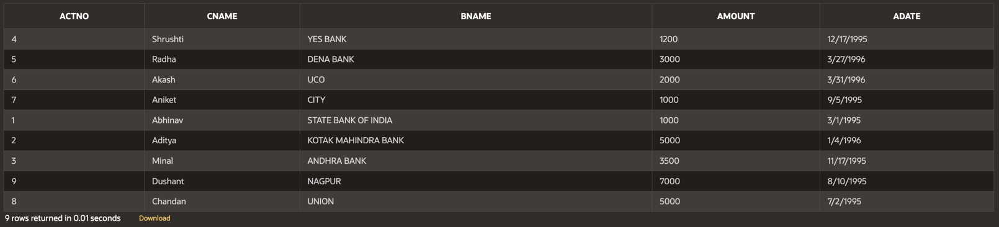 ACTNO CNAME BNAME AMOUNT ADATE
4 Shrushti YES BANK 1200 12/17/1995
5 Radha DENA BANK 3000 3/27/1996
6 Akash UCO 2000 3/31/1996
7 Aniket CITY 1000 9/5/1995
1 Abhinav STATE BANK OF INDIA 1000 3/1/1995
2 Aditya KOTAK MAHINDRA BANK 5000 1/4/1996
3 Minal ANDHRA BANK 3500 11/17/1995
9 Dushant NAGPUR 7000 8/10/1995
8 Chandan UNION 5000 7/2/1995
9 rows returned in 0.01 seconds Download